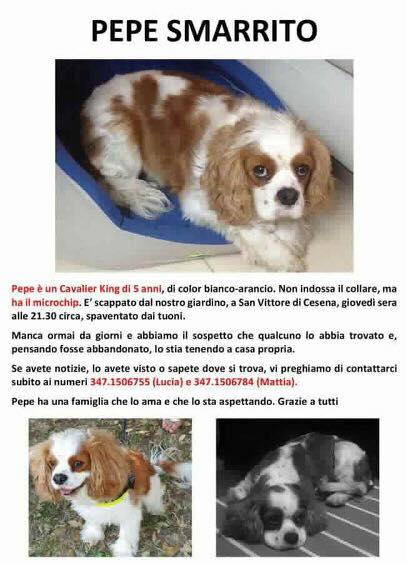 PEPE SMARRITO
Pepe è un Cavalier King di 5 anni, di color bianco-arancio. Non indossa il collare, ma
ha il microchip. E' scappato dal nostro giardino, a San Vittore di Cesena, giovedì sera
alle 21.30 circa, spaventato dai tuoni.
Manca ormai da giorni e abbiamo il sospetto che qualcuno lo abbia trovato e,
pensando fosse abbandonato, lo stia tenendo a casa propria.
Se avete notizie, lo avete visto o sapete dove si trova, vi preghiamo di contattarci
subito ai numeri 347.1506755 (Lucia) e 347.1506784 (Mattia).
Pepe ha una famiglia che lo ama e che lo sta aspettando. Grazie a tutti